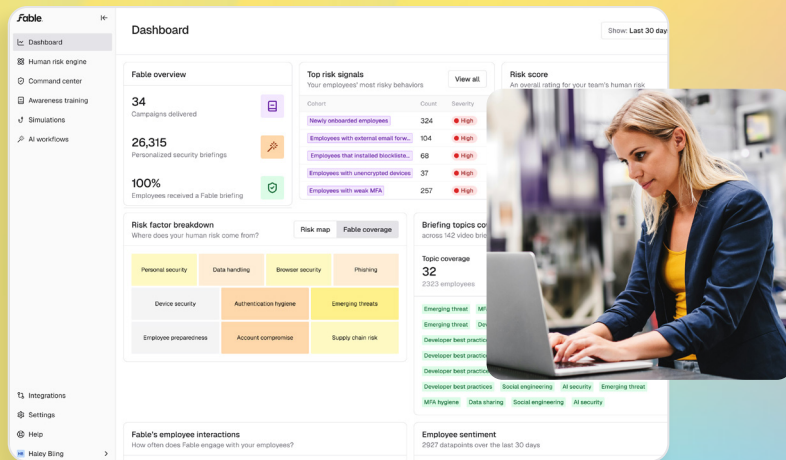 fable
Dashboard
Human risk engine
Command center
Awareness training
Simulations
AI workflows
Integrations
Settings
Help
HB
Haley Bling
Dashboard
Show: Last 30 day
Fable overview
34
Campaigns delivered
26,315
Personalized security briefings
100%
Employees received a Fable briefing
Top risk signals
Your employees' most risky behaviors
View all
Cohort Count Severity
Newly onboarded employees 324 High
Employees with external email forw... 104 High
Employees that installed blockliste... 68 High
Employees with unencrypted devices 37 High
Employees with weak MFA 257 High
Risk score
An overall rating for your team's human risk
Risk factor breakdown
Where does your human risk come from?
Risk map Fable coverage
Personal security Data handling Browser security Phishing
Device security Authentication hygiene Emerging threats
Employee preparedness Account compromise Supply chain risk
Briefing topics co
across 142 video brie
Topic coverage
32
2323 employees
Emerging threat MF
Emerging threat De
Developer best practic
Developer best practic
Developer best practic
Developer best practices Social engineering AI security Emerging threat
MFA hygiene Data sharing Social engineering AI security
Fable's employee interactions
How often does Fable engage with your employees?
Employee sentiment
2927 datapoints over the last 30 days